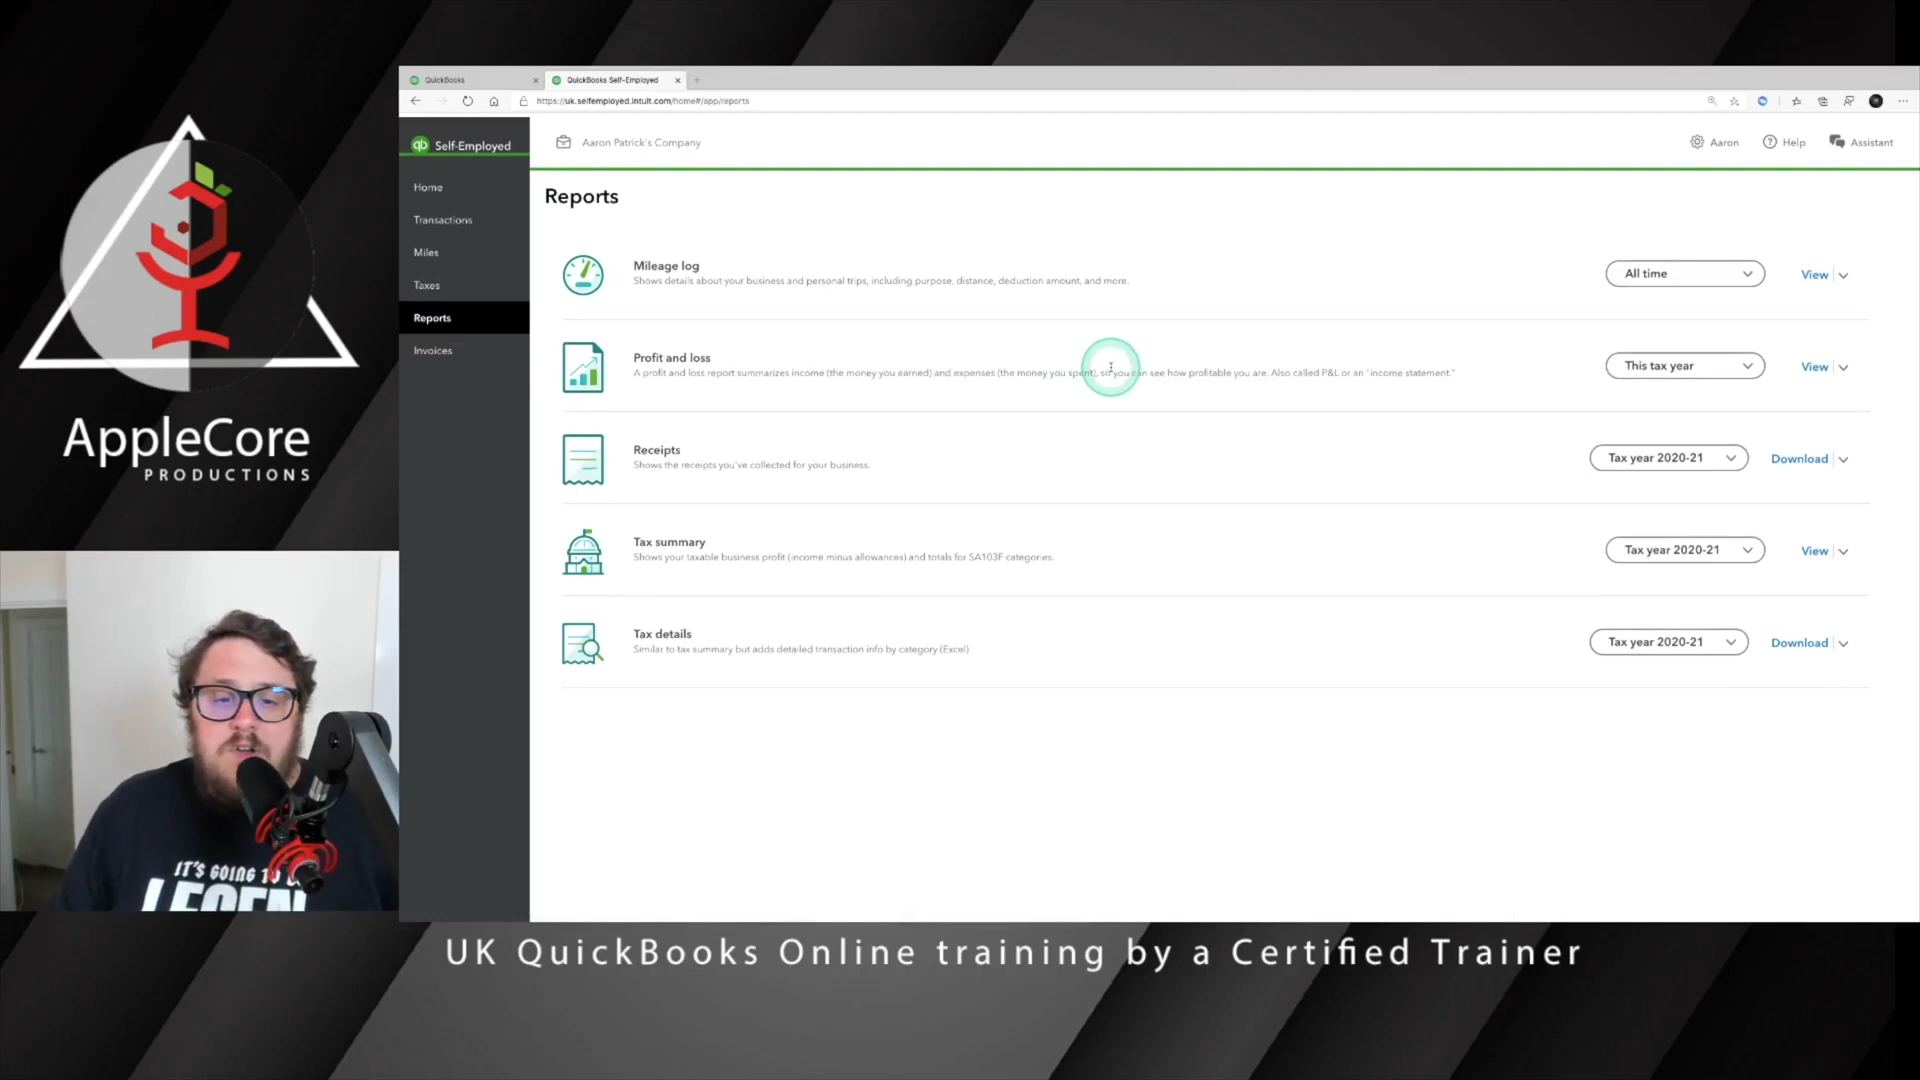 QuickBooks
QuickBooks Self-Employed
https://uk.selfemployed.intuit.com/home#/app/reports
qb Self-Employed
Aaron Patrick's Company
Aaron
Help
Assistant
Home
Transactions
Miles
Taxes
Reports
Invoices
Reports
Mileage log
Shows details about your business and personal trips, including purpose, distance, deduction amount, and more.
All time
View
Profit and loss
A profit and loss report summarizes income (the money you earned) and expenses (the money you spent), so you can see how profitable you are. Also called P&L or an "income statement."
This tax year
View
Receipts
Shows the receipts you've collected for your business.
Tax year 2020-21
Download
Tax summary
Shows your taxable business profit (income minus allowances) and totals for SA103F categories.
Tax year 2020-21
View
Tax details
Similar to tax summary but adds detailed transaction info by category (Excel)
Tax year 2020-21
Download
AppleCore
PRODUCTIONS
IT'S GOING
LEGEN
UK QuickBooks Online training by a Certified Trainer